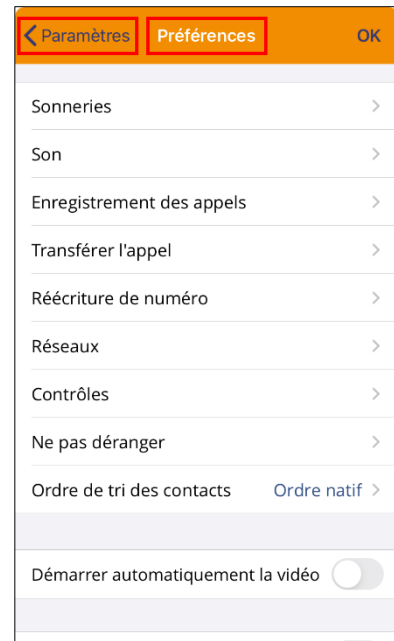 Paramètres Préférences OK
Sonneries
Son
Enregistrement des appels
Transférer l'appel
Réécriture de numéro
Réseaux
Contrôles
Ne pas déranger
Ordre de tri des contacts Ordre natif
Démarrer automatiquement la vidéo